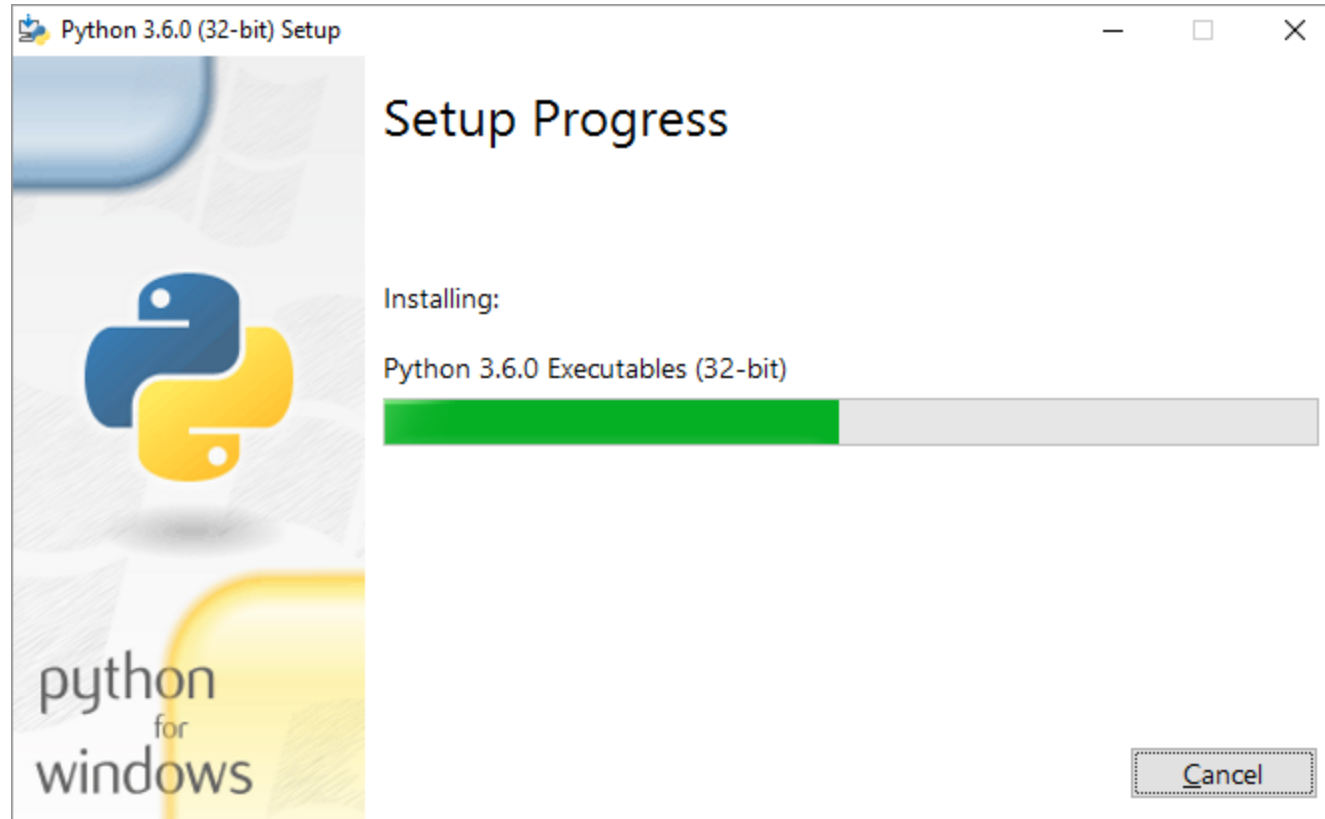 Python 3.6.0 (32-bit) Setup
Setup Progress
Installing:
Python 3.6.0 Executables (32-bit)
python
for
windows
Cancel